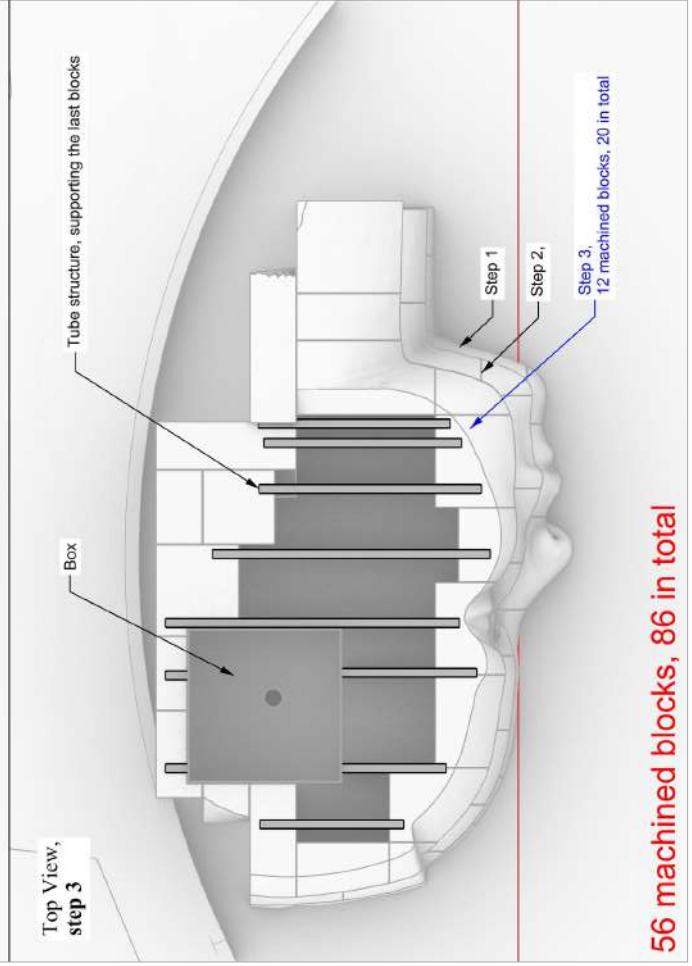 Top View,
step 3
Box
Tube structure, supporting the last blocks
Step 1
Step 2,
Step 3,
12 machined blocks, 20 in total
56 machined blocks, 86 in total